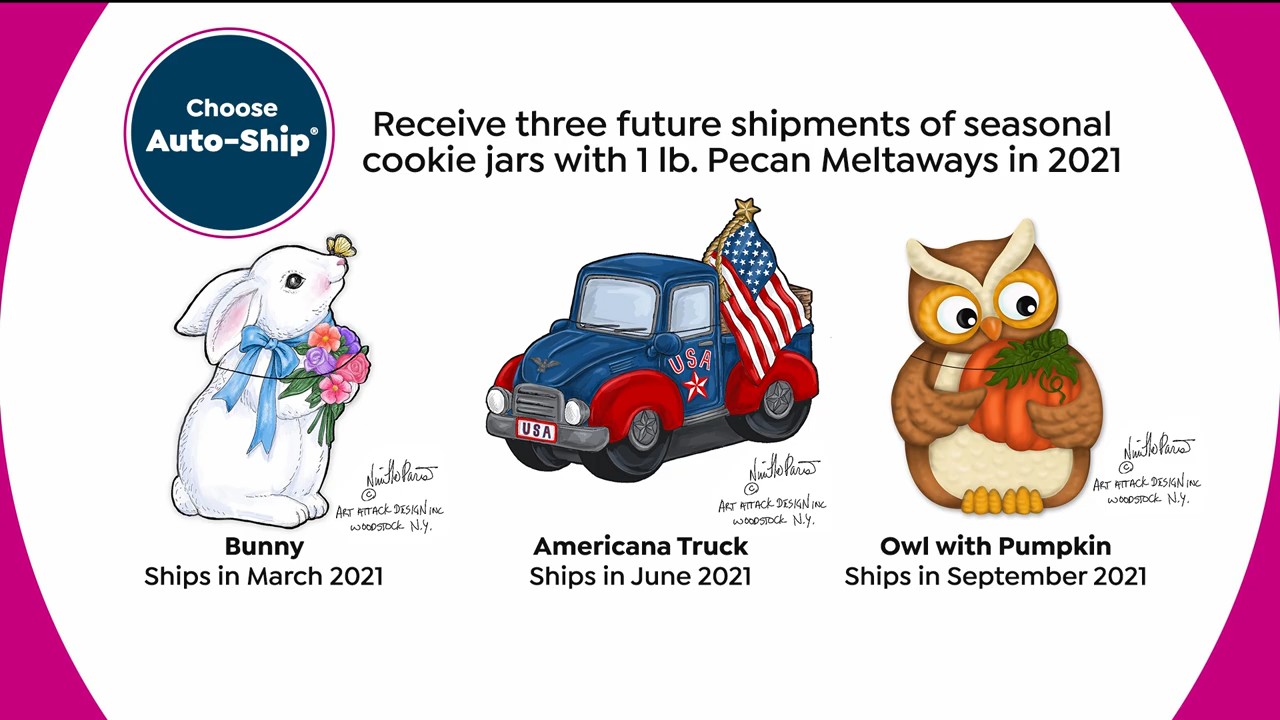 Choose
Auto-Ship®
Receive three future shipments of seasonal
cookie jars with 1 lb. Pecan Meltaways in 2021
USA
USA
ART ATTACK DESIGN INC
WOODSTOCK N.Y.
©
ART ATTACK DESIGN INC
WOODSTOCK N.Y.
©
ART ATTACK DESIGN INC
WOODSTOCK N.Y.
©
Bunny
Ships in March 2021
Americana Truck
Ships in June 2021
Owl with Pumpkin
Ships in September 2021